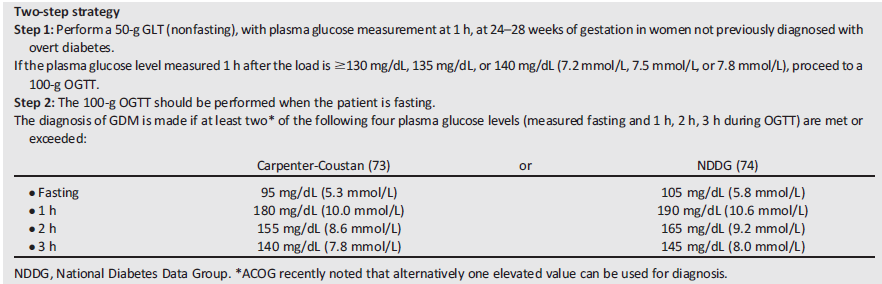 Two-step strategy
Step 1: Perform a 50-g GLT (nonfasting), with plasma glucose measurement at 1 h, at 24–28 weeks of gestation in women not previously diagnosed with
overt diabetes.
If the plasma glucose level measured 1 h after the load is ≥130 mg/dL, 135 mg/dL, or 140 mg/dL (7.2 mmol/L, 7.5 mmol/L, or 7.8 mmol/L), proceed to a
100-g OGTT.
Step 2: The 100-g OGTT should be performed when the patient is fasting.
The diagnosis of GDM is made if at least two* of the following four plasma glucose levels (measured fasting and 1 h, 2 h, 3 h during OGTT) are met or
exceeded:
Carpenter-Coustan (73) or NDDG (74)
● Fasting 95 mg/dL (5.3 mmol/L) 105 mg/dL (5.8 mmol/L)
● 1 h 180 mg/dL (10.0 mmol/L) 190 mg/dL (10.6 mmol/L)
● 2 h 155 mg/dL (8.6 mmol/L) 165 mg/dL (9.2 mmol/L)
● 3 h 140 mg/dL (7.8 mmol/L) 145 mg/dL (8.0 mmol/L)
NDDG, National Diabetes Data Group. *ACOG recently noted that alternatively one elevated value can be used for diagnosis.